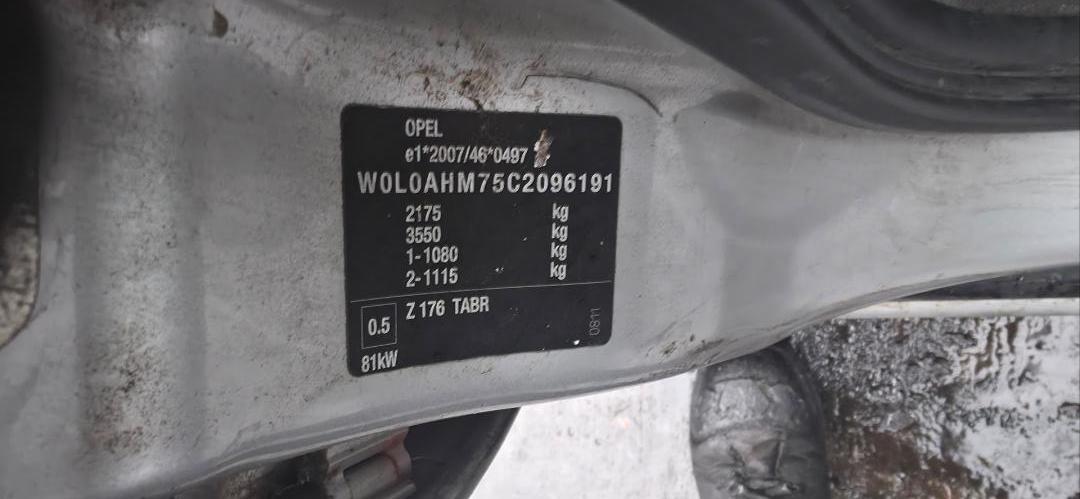 OPEL
e1*2007/46*0497
W0L0AHM75C2096191
2175 kg
3550 kg
1-1080 kg
2-1115 kg
0.5
Z 176 TABR
81kW
0811